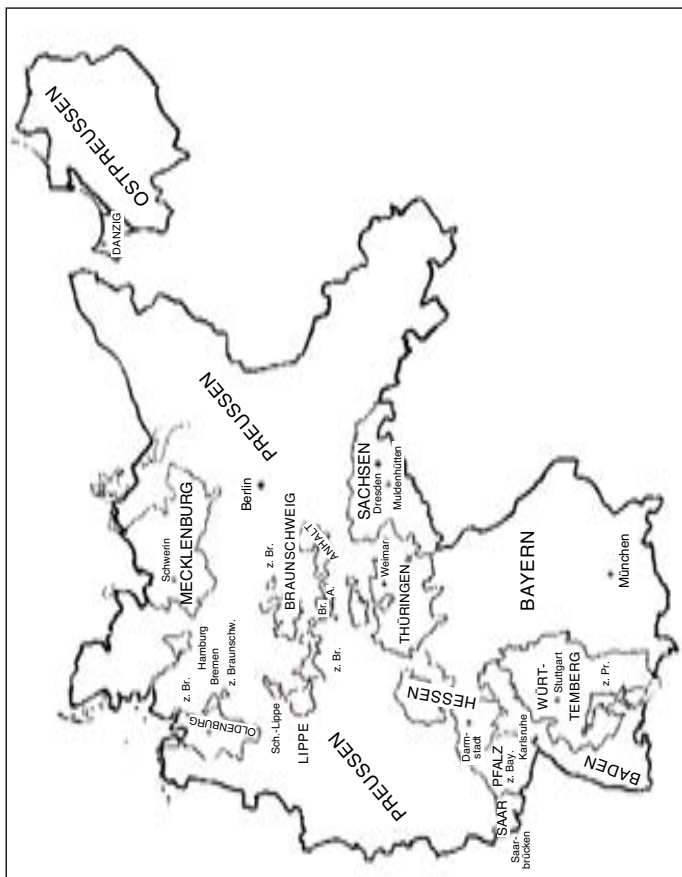 OSTPREUSSEN
DANZIG
PREUSSEN
Schwerin
MECKLENBURG
Berlin
z. Br.
Hamburg
Bremen
z. Braunschw.
OLDENBURG
z. Br.
BRAUNSCHWEIG
ANHALT
Br.
A.
z. Br.
Sch.-Lippe
LIPPE
PREUSSEN
SACHSEN
Dresden
Muldenhütten
Weimar
THÜRINGEN
HESSEN
Darm-
stadt
PFALZ
z. Bay.
Karlsruhe
SAAR
Saar-
brücken
BAYERN
München
WÜRT-
Stuttgart
TEMBERG
z. Pr.
BADEN